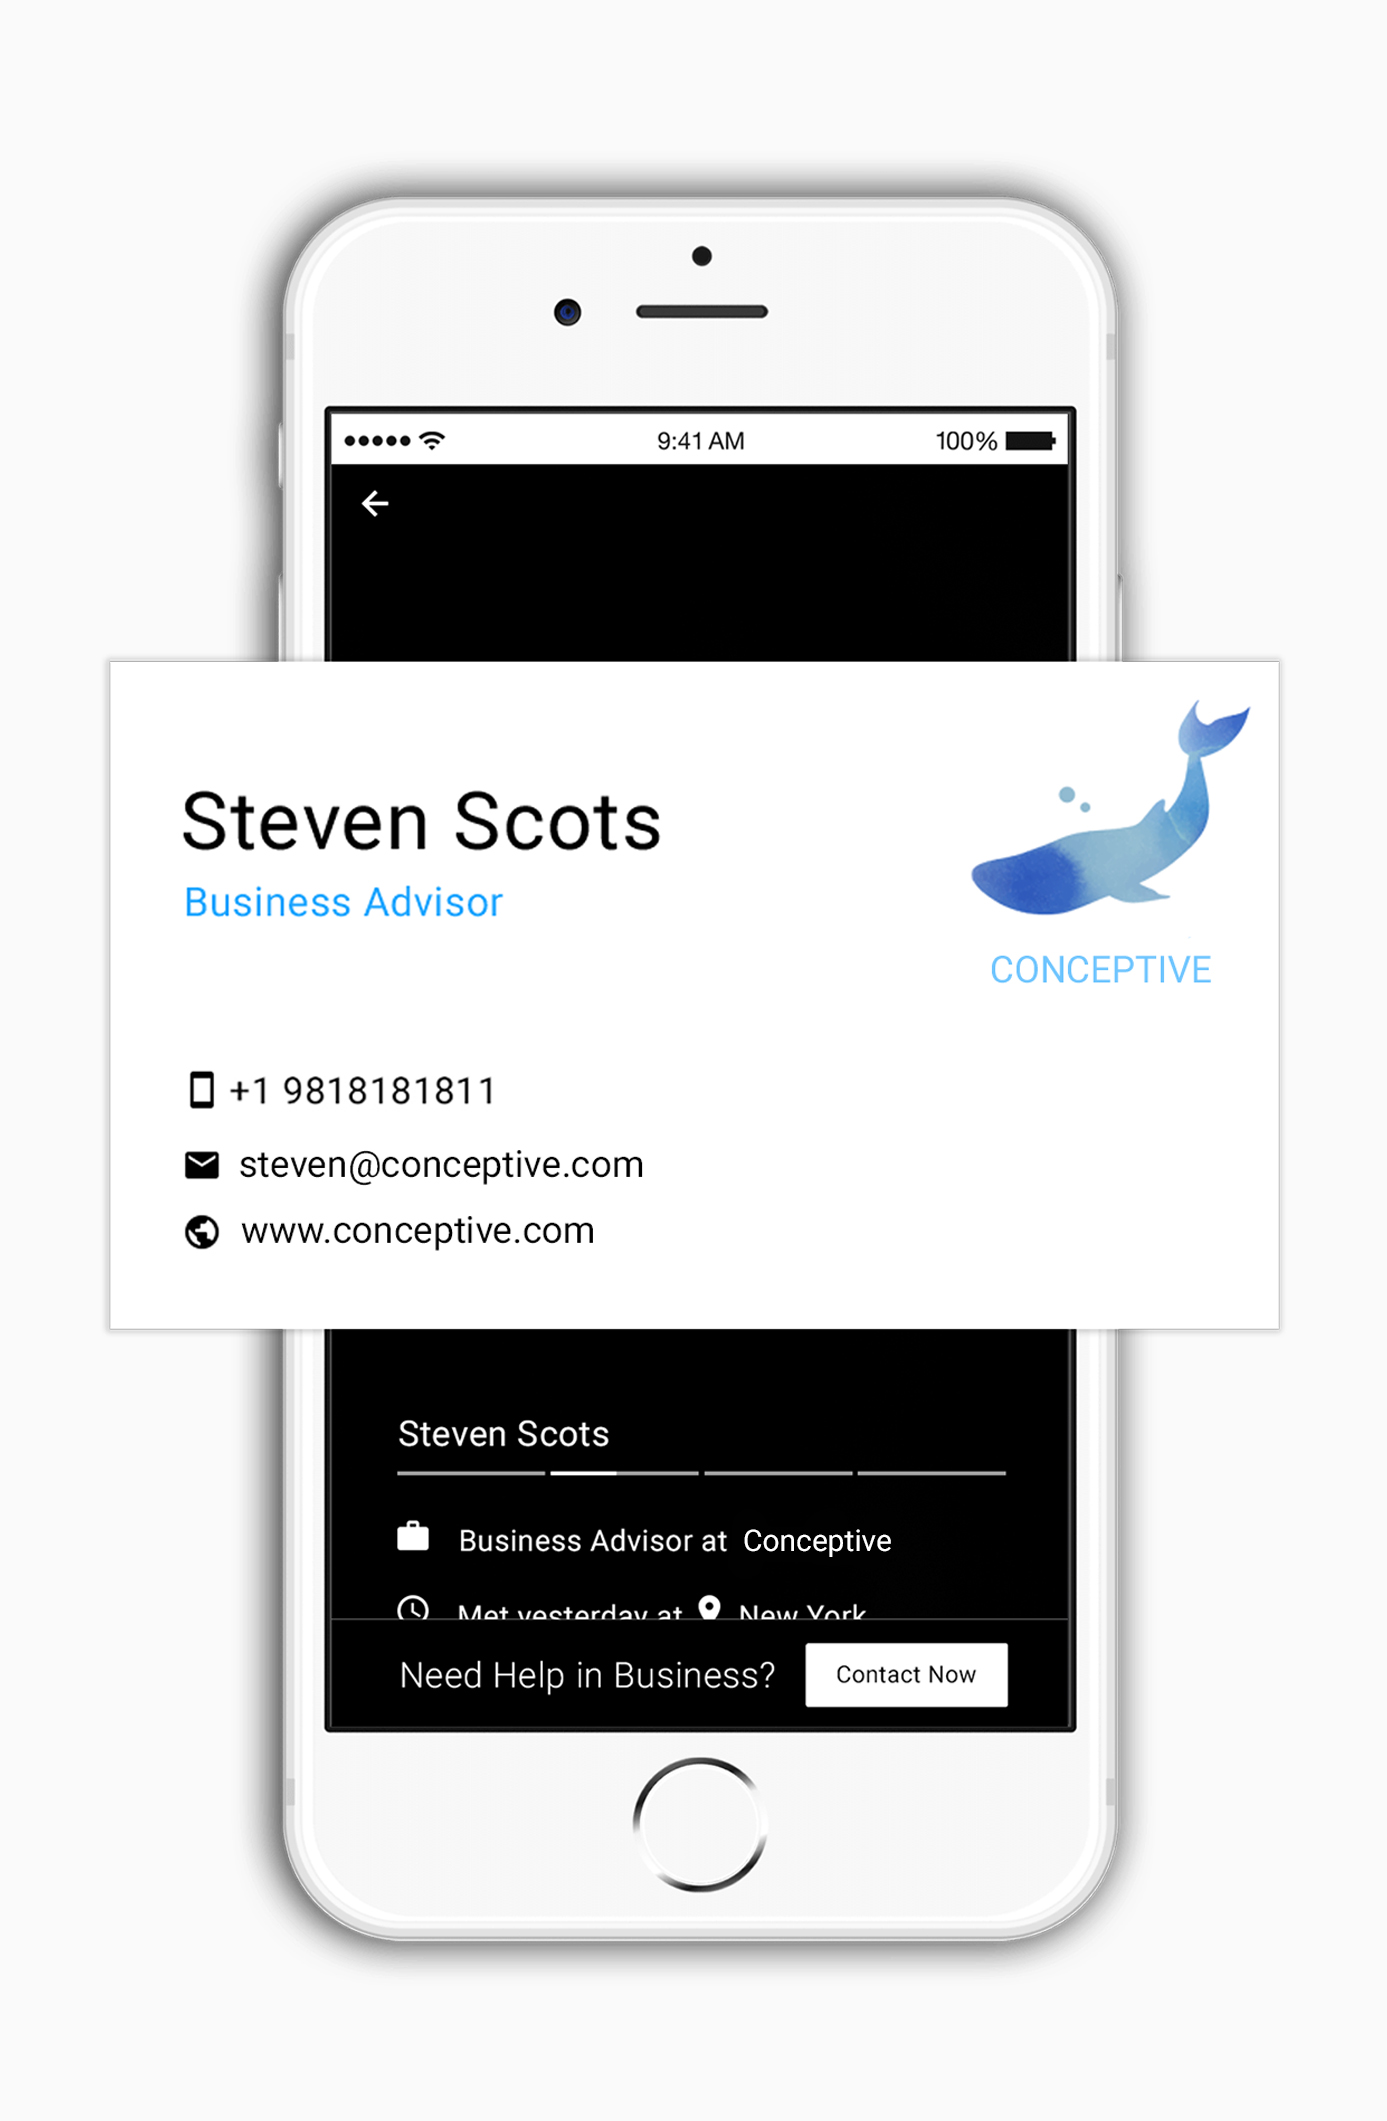 9:41 AM 100%
Steven Scots
Business Advisor
CONCEPTIVE
+1 9818181811
steven@conceptive.com
www.conceptive.com
Steven Scots
Business Advisor at Conceptive
Met yesterday at New York
Need Help in Business? Contact Now